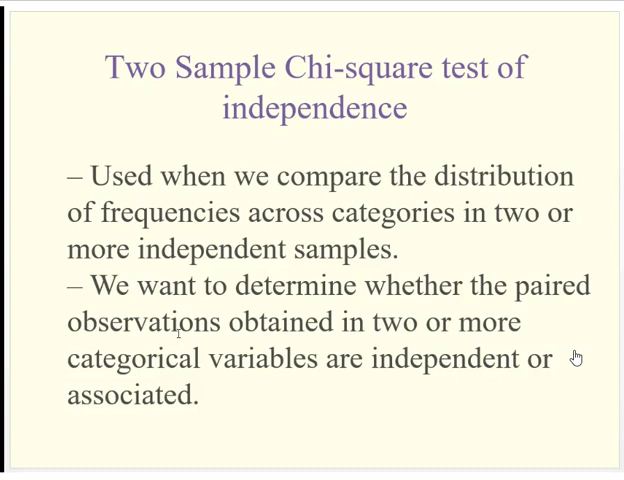 Two Sample Chi-square test of
independence
– Used when we compare the distribution
of frequencies across categories in two or
more independent samples.
– We want to determine whether the paired
observations obtained in two or more
categorical variables are independent or
associated.